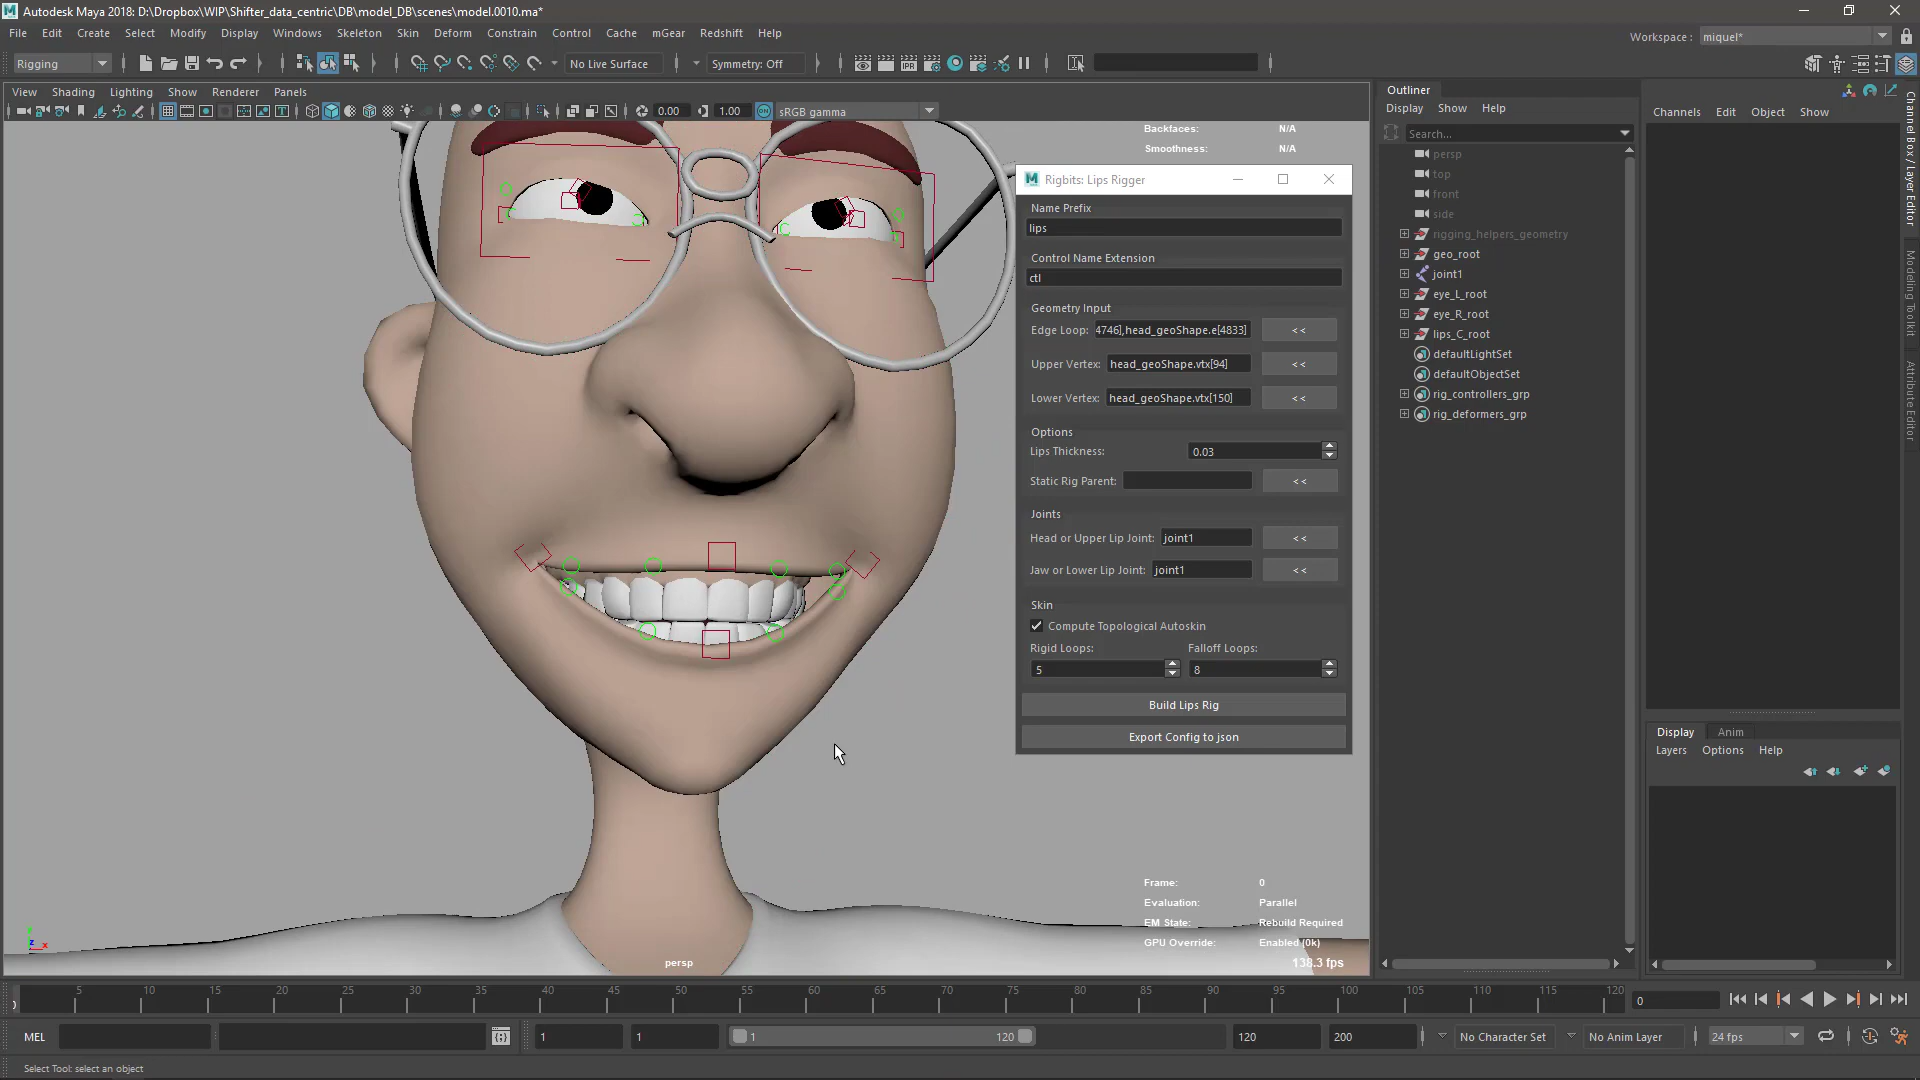 Autodesk Maya 2018: D:\Dropbox\WIP\Shifter_data_centric\DB\model_DB\scenes\model.0010.ma*
File Edit Create Select Modify Display Windows Skeleton Skin Deform Constrain Control Cache mGear Redshift Help
Workspace : miquel*
Rigging
No Live Surface
Symmetry: Off
IPR
View Shading Lighting Show Renderer Panels
0.00
1.00
ON
sRGB gamma
Backfaces: N/A
Smoothness: N/A
Rigbits: Lips Rigger
Name Prefix
lips
Control Name Extension
ctl
Geometry Input
Edge Loop: 4746],head_geoShape.e[4833] <<
Upper Vertex: head_geoShape.vtx[94] <<
Lower Vertex: head_geoShape.vtx[150] <<
Options
Lips Thickness: 0.03
Static Rig Parent: <<
Joints
Head or Upper Lip Joint: joint1 <<
Jaw or Lower Lip Joint: joint1 <<
Skin
Compute Topological Autoskin
Rigid Loops: Falloff Loops:
5 8
Build Lips Rig
Export Config to json
Frame: 0
Evaluation: Parallel
EM State: Rebuild Required
GPU Override: Enabled (0k)
138.3 fps
persp
z x
Outliner
Display Show Help
Search...
persp
top
front
side
rigging_helpers_geometry
geo_root
joint1
eye_L_root
eye_R_root
lips_C_root
defaultLightSet
defaultObjectSet
rig_controllers_grp
rig_deformers_grp
Channels Edit Object Show
Channel Box / Layer Editor
Modeling Toolkit
Attribute Editor
Display Anim
Layers Options Help
5 10 15 20 25 30 35 40 45 50 55 60 65 70 75 80 85 90 95 100 105 110 115 120
0
MEL
1
1
1
120
120
200
No Character Set
No Anim Layer
24 fps
Select Tool: select an object